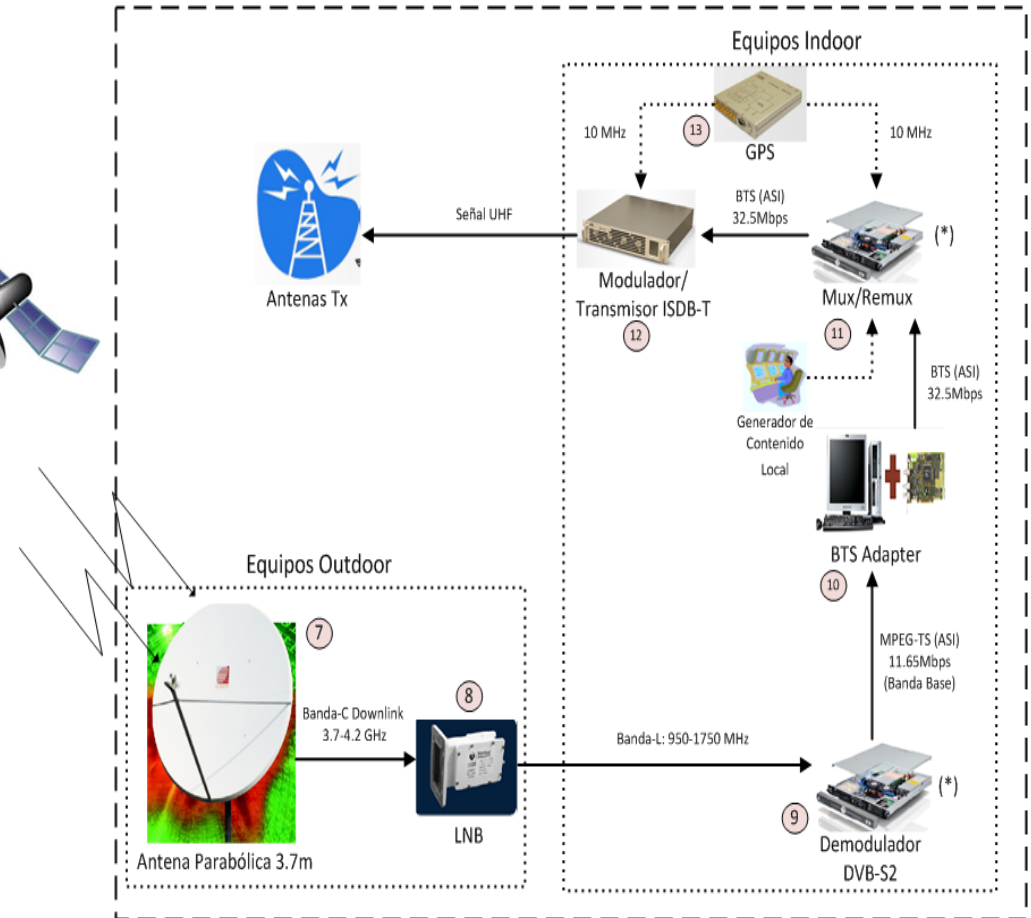 Equipos Indoor
10 MHz
13
GPS
10 MHz
BTS (ASI)
32.5Mbps
Señal UHF
(*)
Antenas Tx
Modulador/
Transmisor ISDB-T
12
Mux/Remux
11
BTS (ASI)
32.5Mbps
Generador de
Contenido
Local
BTS Adapter
10
Equipos Outdoor
7
MPEG-TS (ASI)
11.65Mbps
(Banda Base)
8
Banda-C Downlink
3.7-4.2 GHz
Banda-L: 950-1750 MHz
(*)
LNB
9
Antena Parabólica 3.7m
Demodulador
DVB-S2